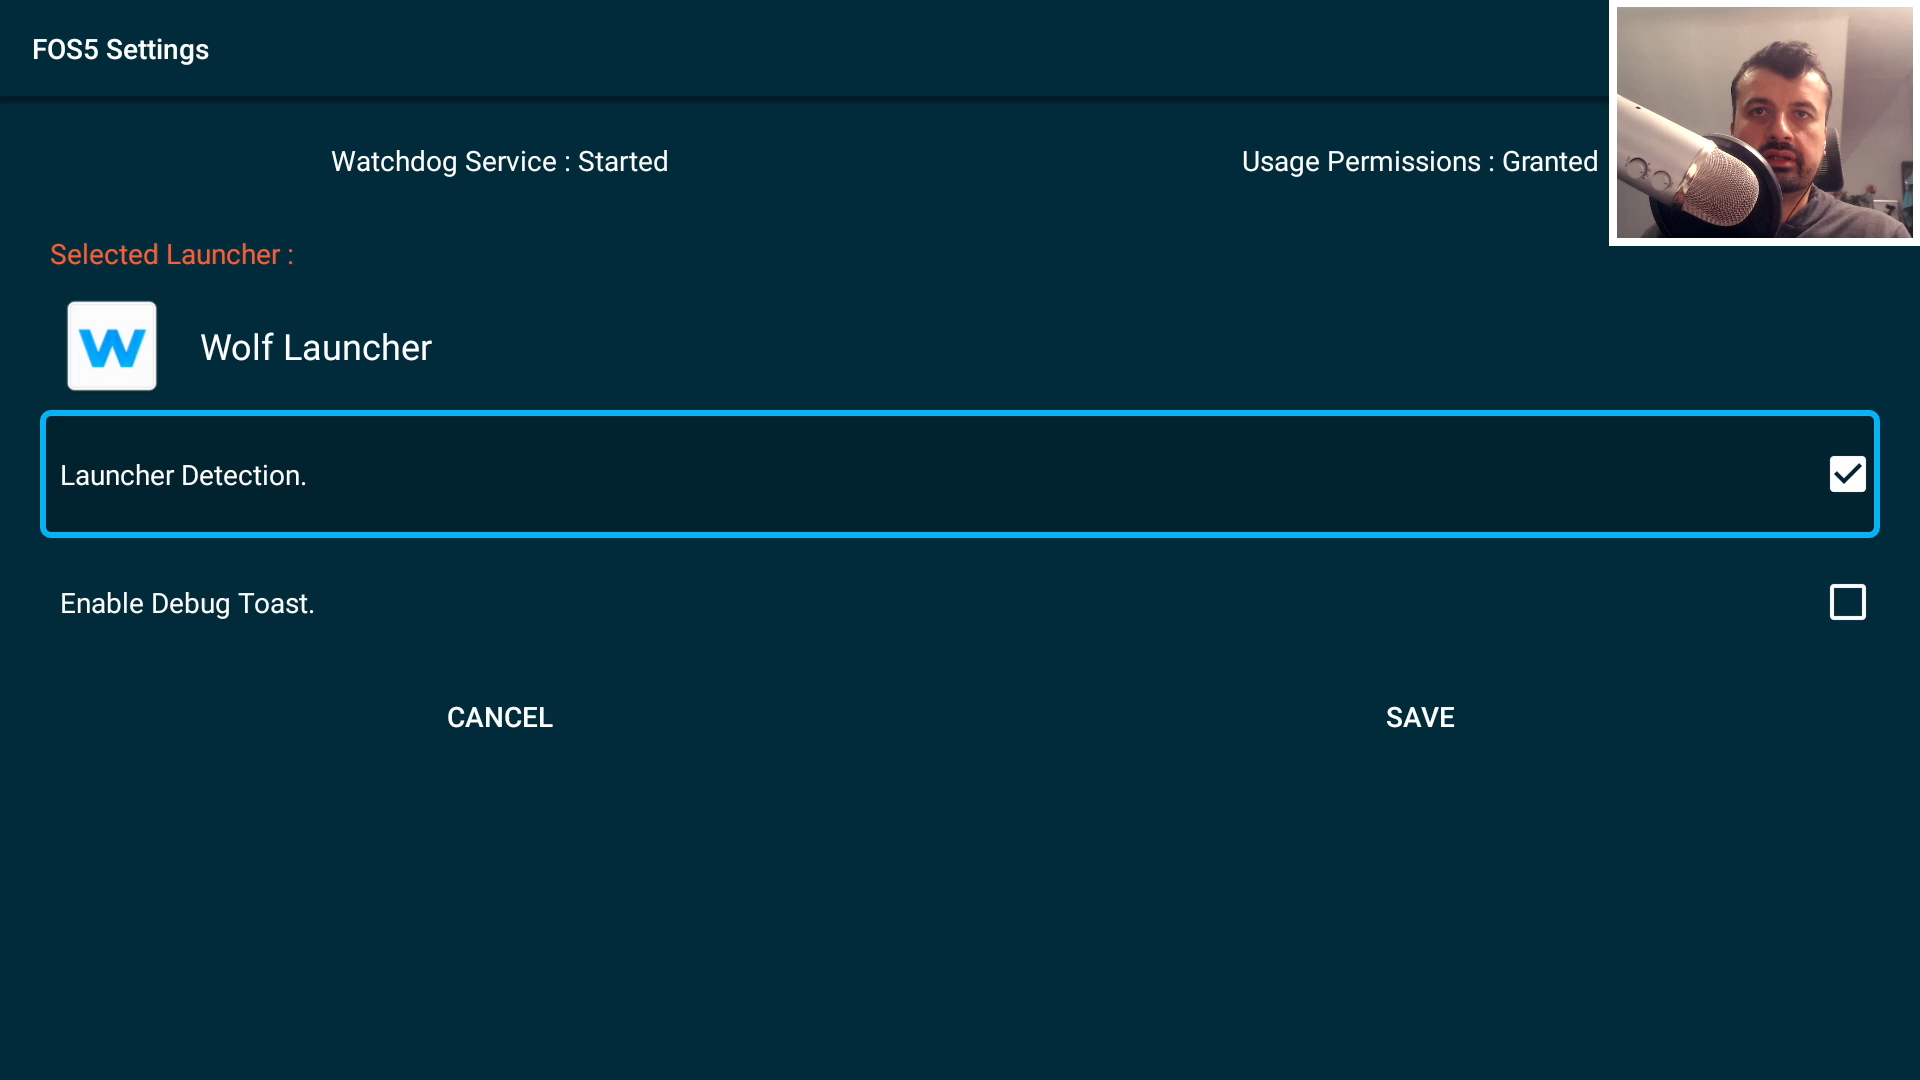 FOS5 Settings
Watchdog Service : Started
Usage Permissions : Granted
Selected Launcher :
W
Wolf Launcher
Launcher Detection.
Enable Debug Toast.
CANCEL
SAVE